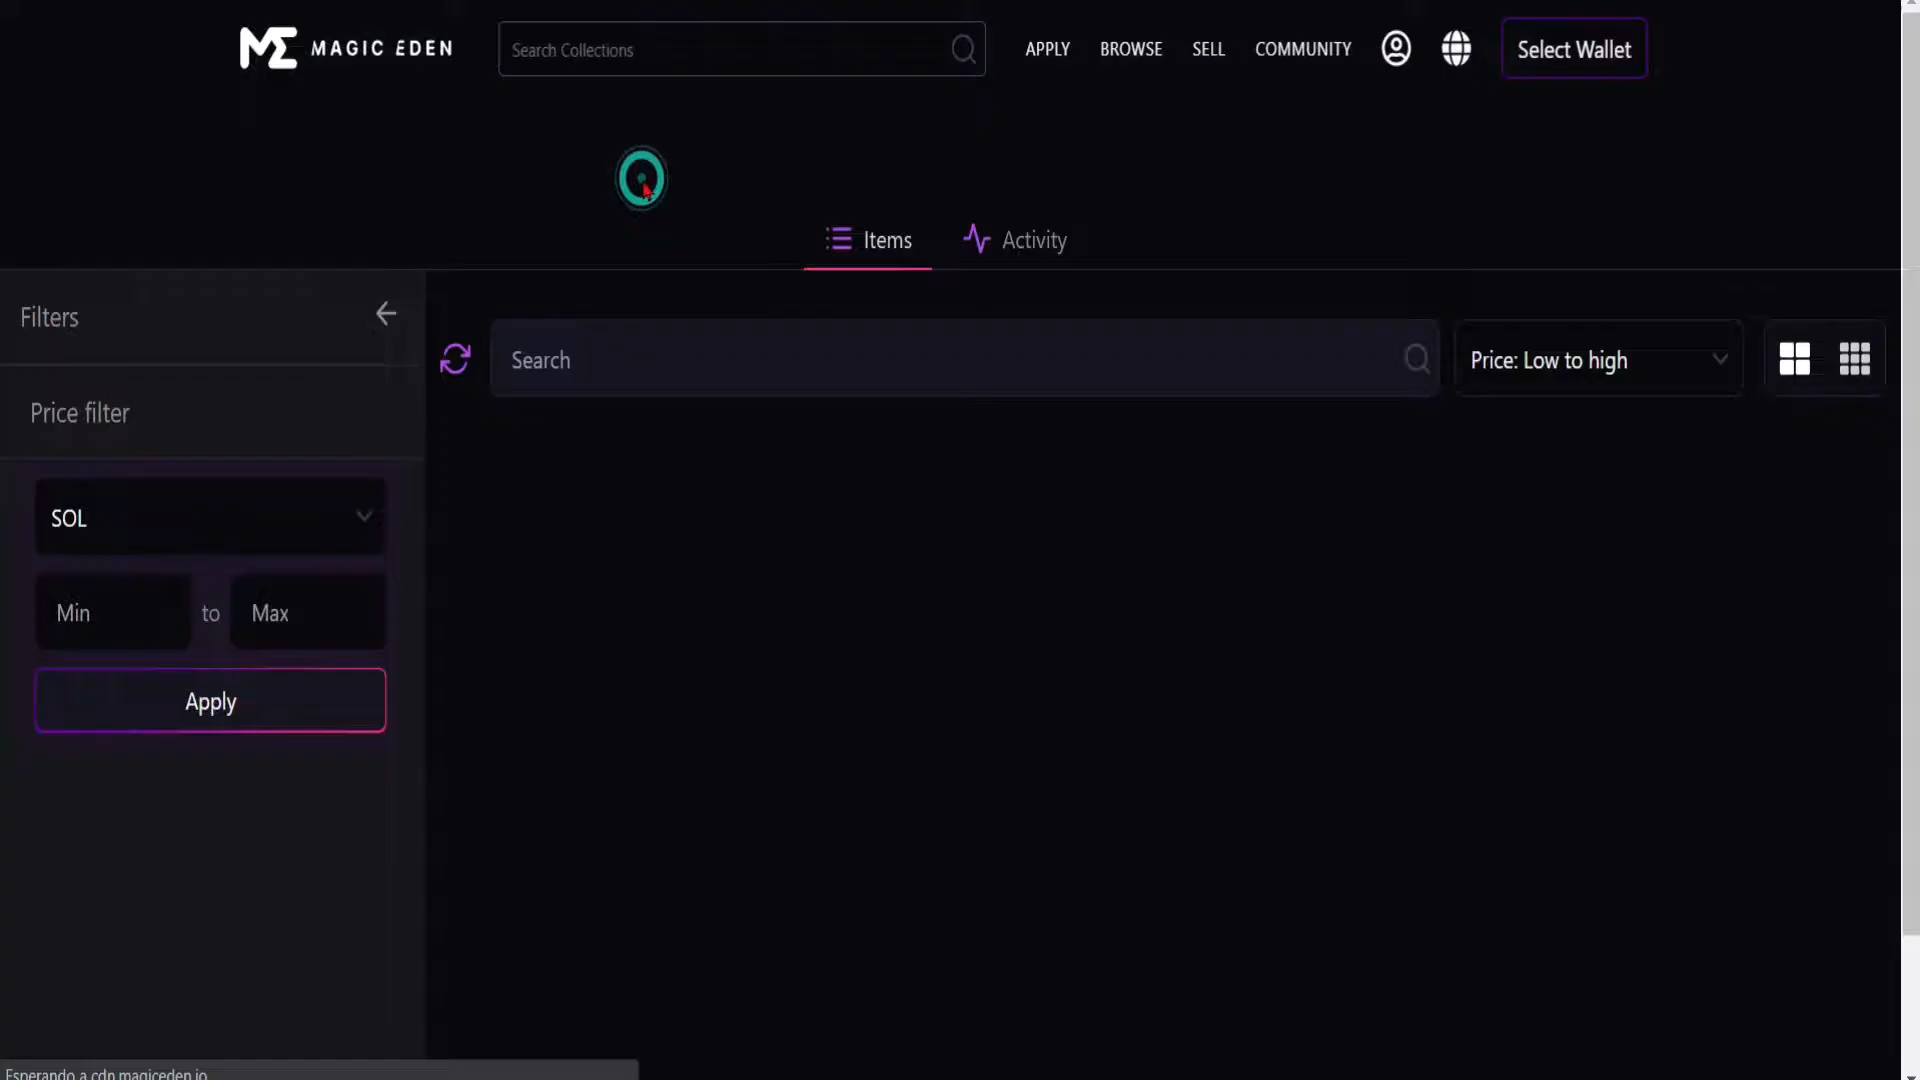 MAGIC EDEN
Search Collections
APPLY
BROWSE
SELL
COMMUNITY
Select Wallet
Items
Activity
Filters
Search
Price: Low to high
Price filter
SOL
Min
to
Max
Apply
Esperando a cdn.magiceden.io